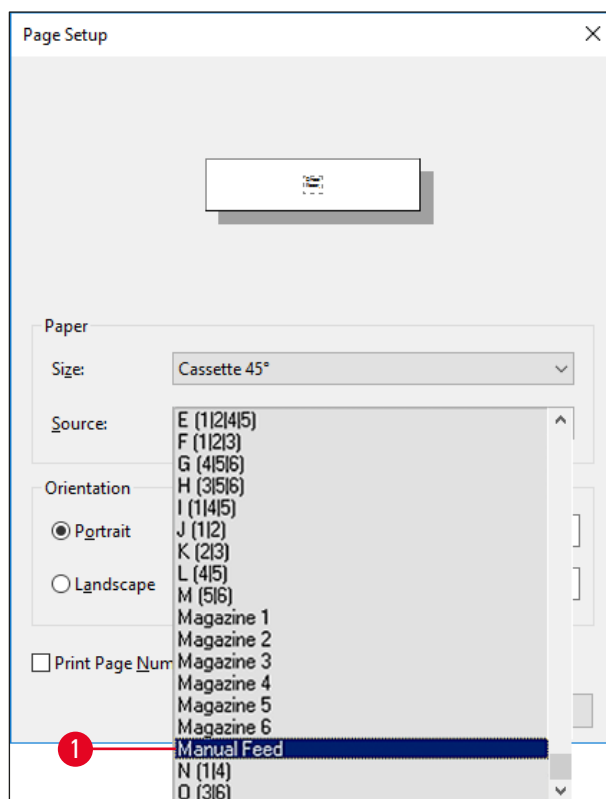 Page Setup
Paper
Size:
Cassette 45°
Source:
E (1|2|4|5)
F (1|2|3)
G (4|5|6)
H (3|5|6)
I (1|4|5)
J (1|2)
K (2|3)
L (4|5)
M (5|6)
Magazine 1
Magazine 2
Magazine 3
Magazine 4
Magazine 5
Magazine 6
Manual Feed
N (1|4)
O (3|6)
Orientation
Portrait
Landscape
Print Page Num
1